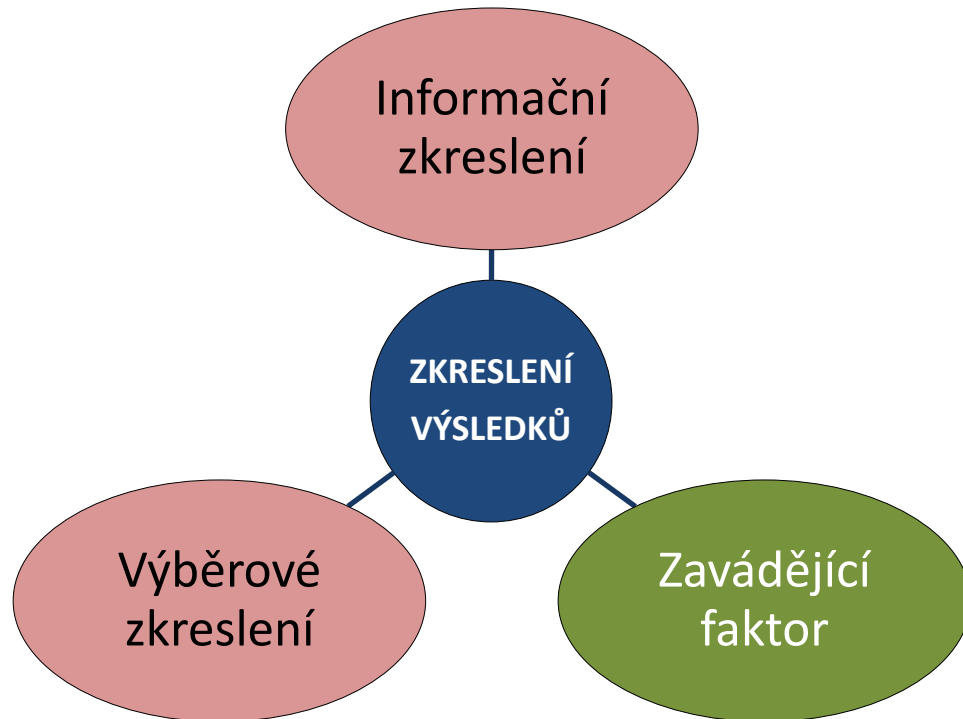 Informační
zkreslení
ZKRESLENÍ
VÝSLEDKŮ
Výběrové
zkreslení
Zavádějící
faktor